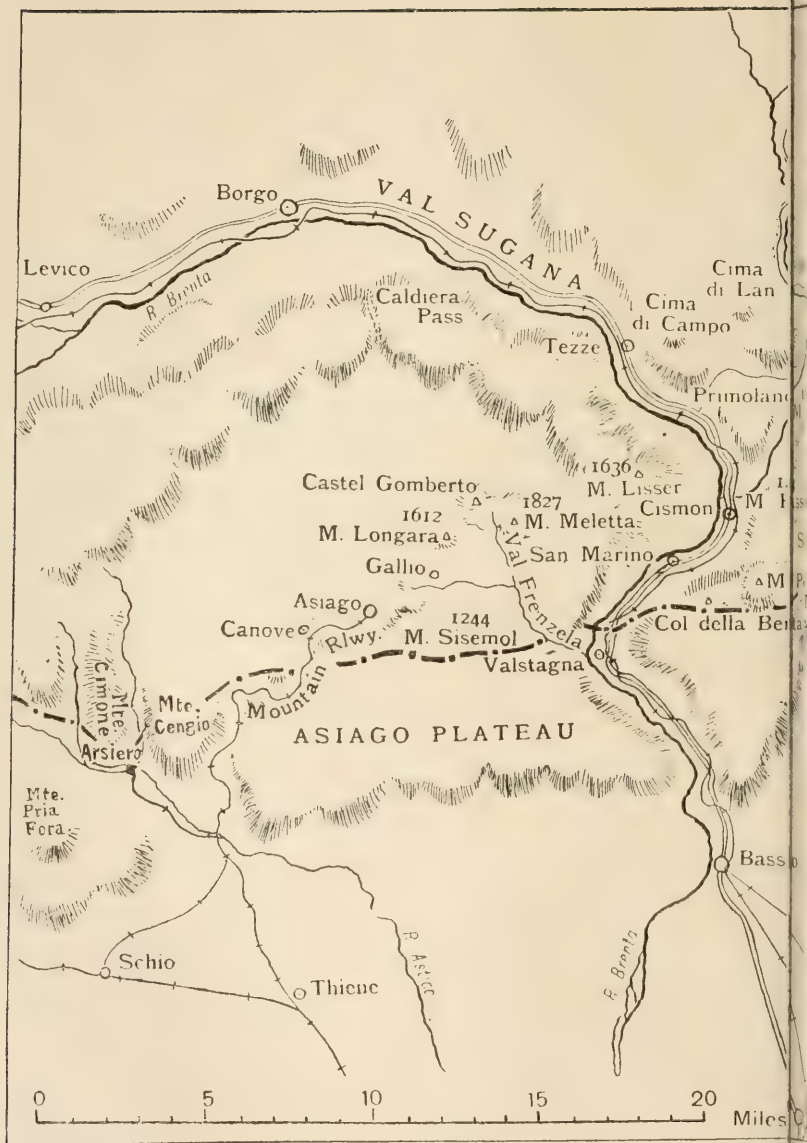 Borgo
VAL SUGANA
Levico
R. Brenta
Caldiera
Pass
Cima
di Lan
Cima
di Campo
Tezze
Primolano
1636
M. Lisser
Castel Gomberto
1827
M. Meletta
Cismon
1612
M. Longara
San Marino
Gallio
Val Frenzela
Asiago
Canove
1244
M. Sisemol
Mountain Rlwy.
Valstagna
Col della Beretta
Mte.
Cimone
Mte.
Cengio
Arsiero
ASIAGO PLATEAU
Mte.
Pria
Fora
Basso
Schio
R. Astico
R. Brenta
Thiene
0 5 10 15 20
Miles